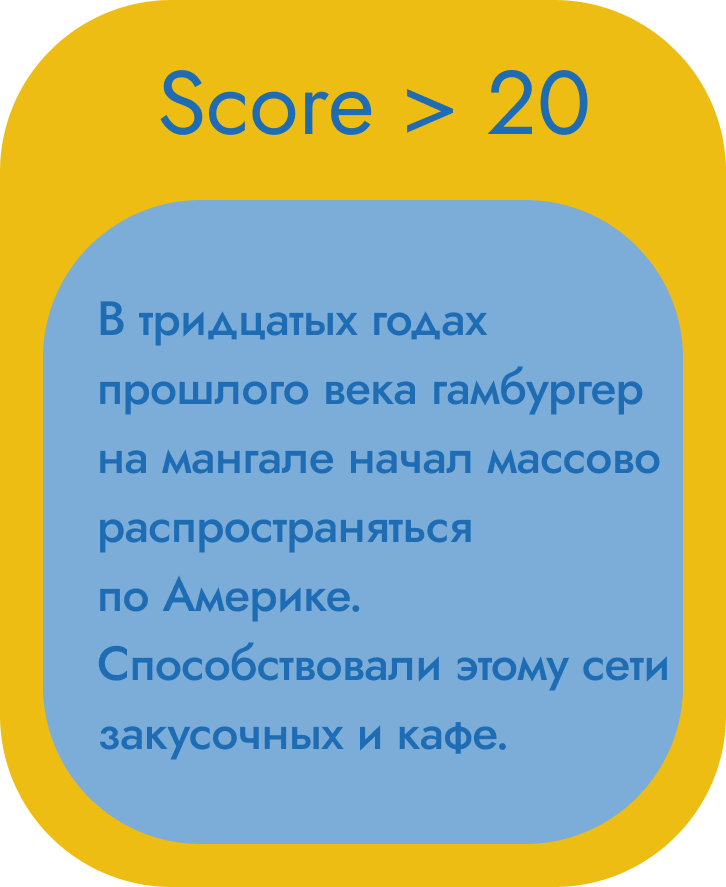 Score > 20
В тридцатых годах
прошлого века гамбургер
на мангале начал массово
распространяться
по Америке.
Способствовали этому сети
закусочных и кафе.